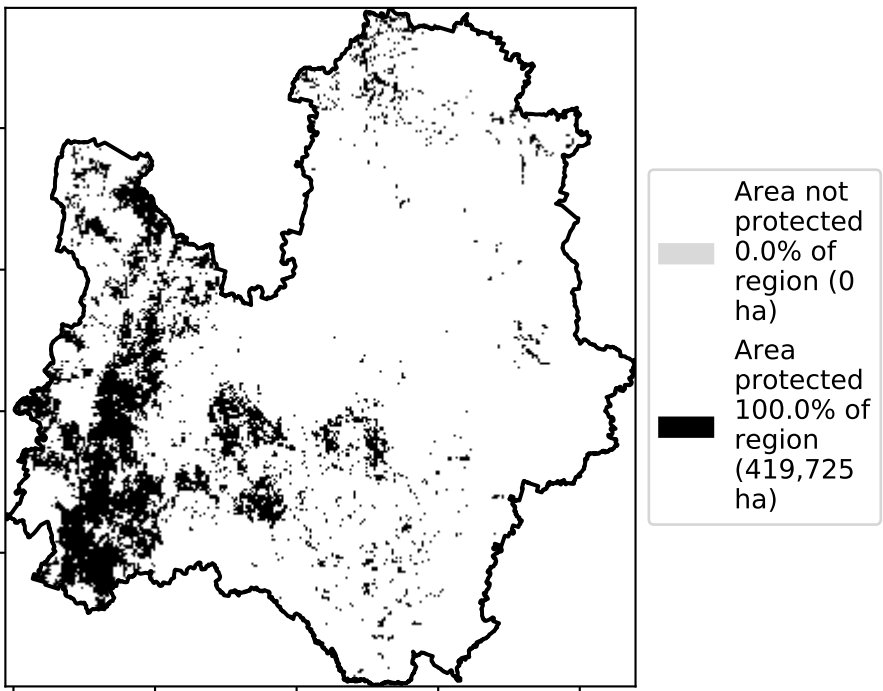 Area not
protected
0.0% of
region (0
ha)
Area
protected
100.0% of
region
(419,725
ha)